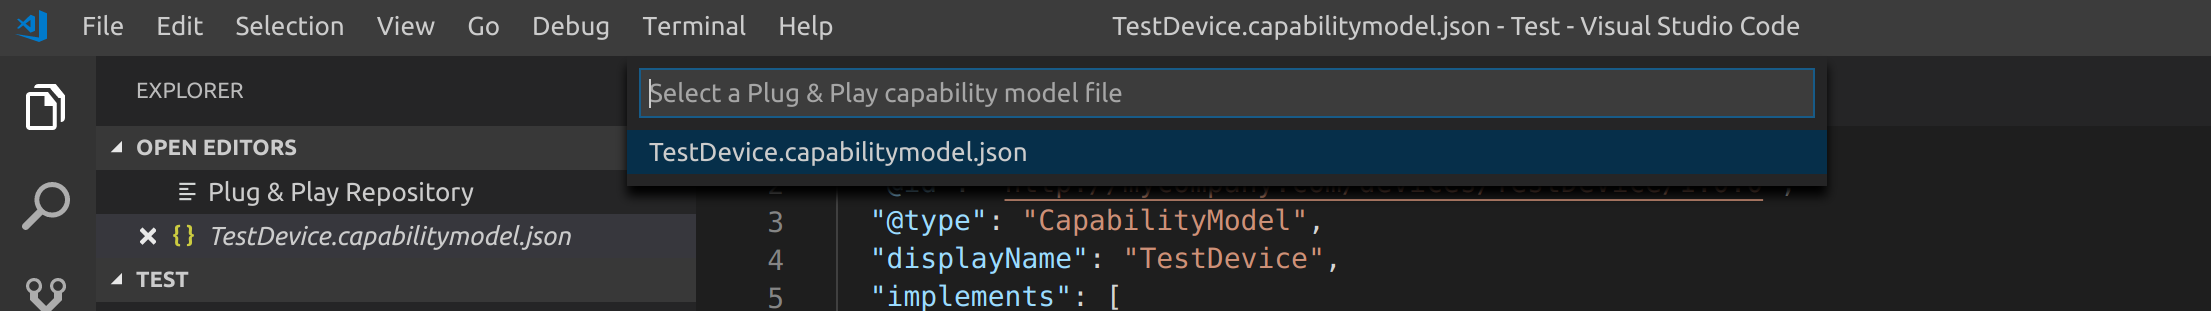 File Edit Selection View Go Debug Terminal Help TestDevice.capabilitymodel.json - Test - Visual Studio Code
EXPLORER
Select a Plug & Play capability model file
OPEN EDITORS
TestDevice.capabilitymodel.json
Plug & Play Repository
TestDevice.capabilitymodel.json
TEST
2
3 "@type": "CapabilityModel",
4 "displayName": "TestDevice",
5 "implements": [